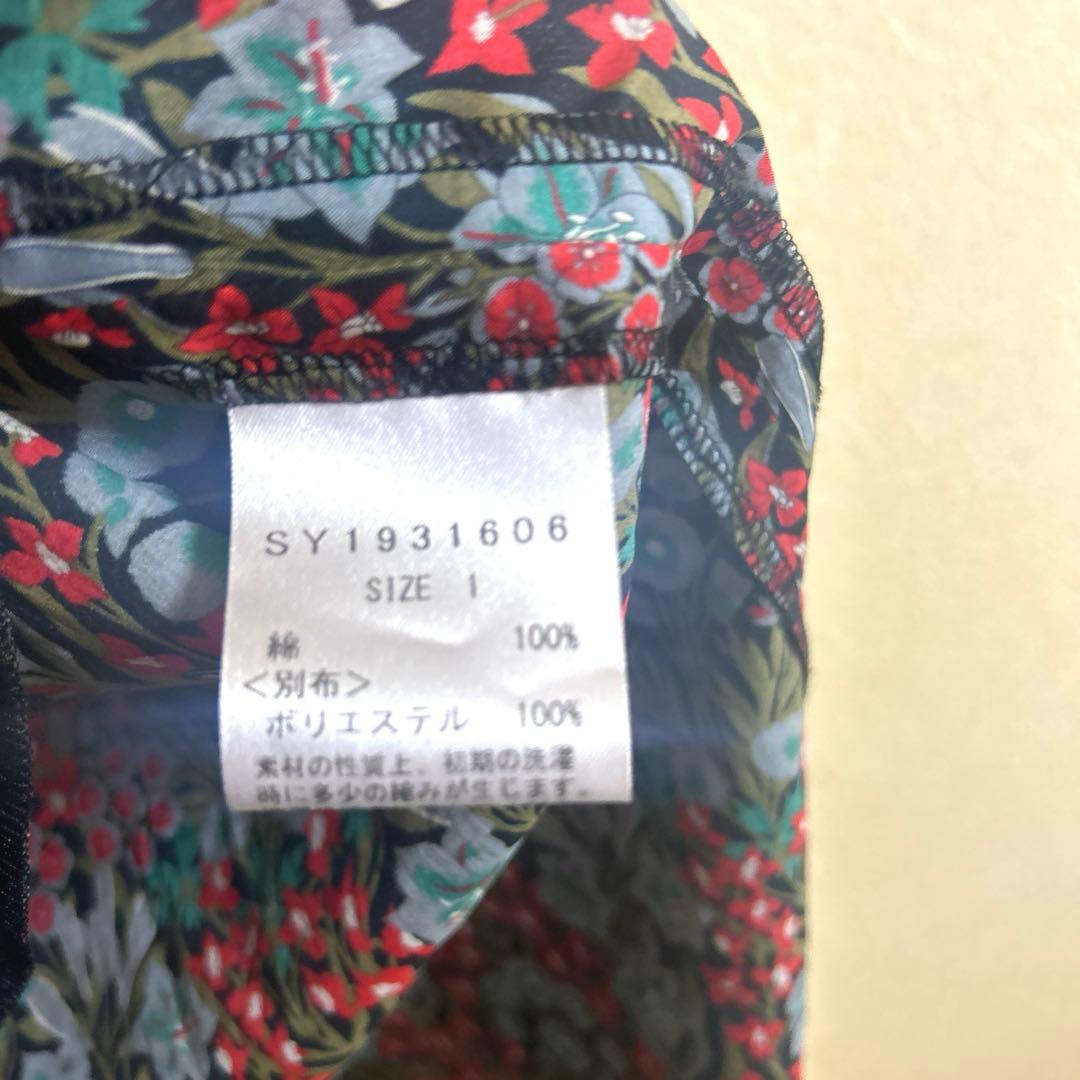 SY1931606
SIZE 1
綿 100%
<別布>
ポリエステル 100%
素材の性質上、初期の洗濯
時に多少の縮みが生じます。